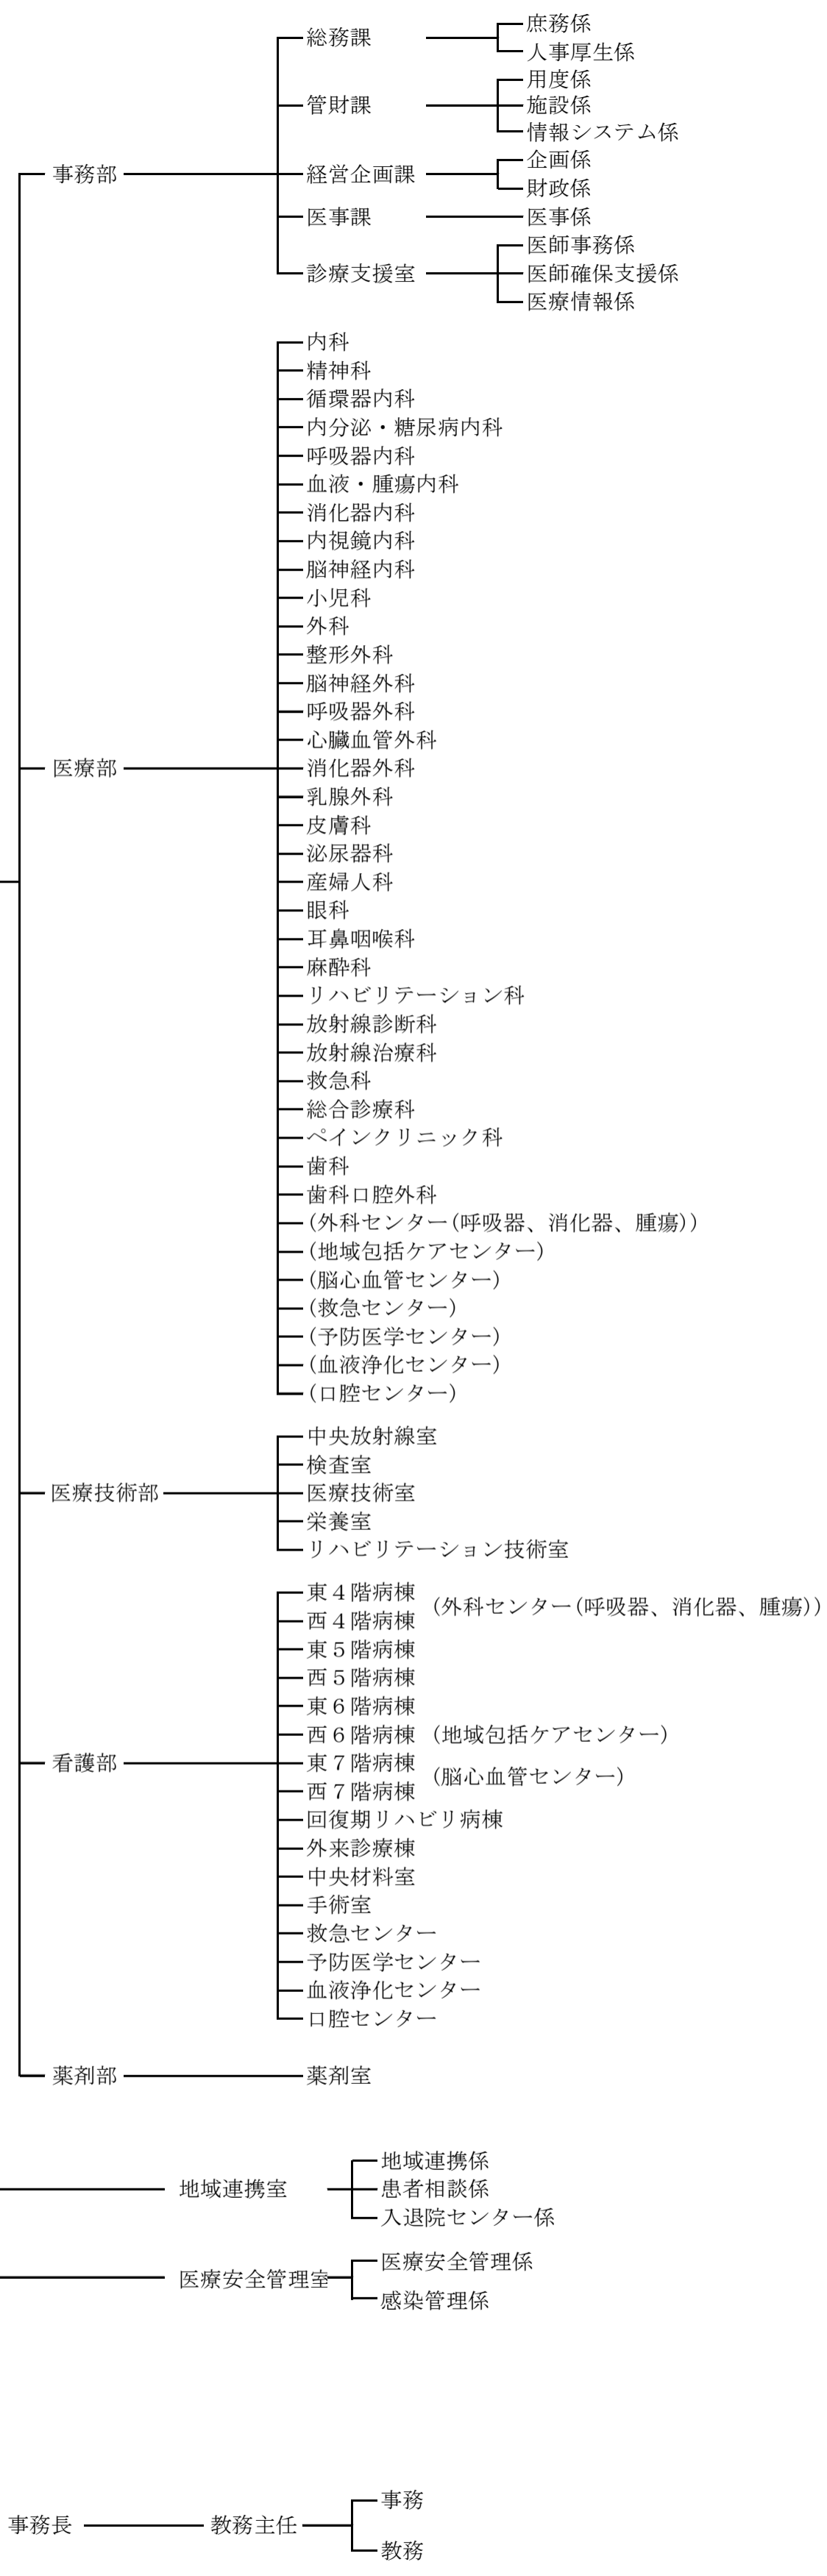 総務課
庶務係
人事厚生係
管財課
用度係
施設係
情報システム係
事務部
経営企画課
企画係
財政係
医事課
医事係
診療支援室
医師事務係
医師確保支援係
医療情報係
内科
精神科
循環器内科
内分泌・糖尿病内科
呼吸器内科
血液・腫瘍内科
消化器内科
内視鏡内科
脳神経内科
小児科
外科
整形外科
脳神経外科
呼吸器外科
心臓血管外科
医療部
消化器外科
乳腺外科
皮膚科
泌尿器科
産婦人科
眼科
耳鼻咽喉科
麻酔科
リハビリテーション科
放射線診断科
放射線治療科
救急科
総合診療科
ペインクリニック科
歯科
歯科口腔外科
(外科センター(呼吸器、消化器、腫瘍))
(地域包括ケアセンター)
(脳心血管センター)
(救急センター)
(予防医学センター)
(血液浄化センター)
(口腔センター)
中央放射線室
検査室
医療技術部
医療技術室
栄養室
リハビリテーション技術室
東4階病棟
(外科センター(呼吸器、消化器、腫瘍))
西4階病棟
東5階病棟
西5階病棟
東6階病棟
西6階病棟 (地域包括ケアセンター)
看護部
東7階病棟
(脳心血管センター)
西7階病棟
回復期リハビリ病棟
外来診療棟
中央材料室
手術室
救急センター
予防医学センター
血液浄化センター
口腔センター
薬剤部
薬剤室
地域連携室
地域連携係
患者相談係
入退院センター係
医療安全管理室
医療安全管理係
感染管理係
事務長
教務主任
事務
教務